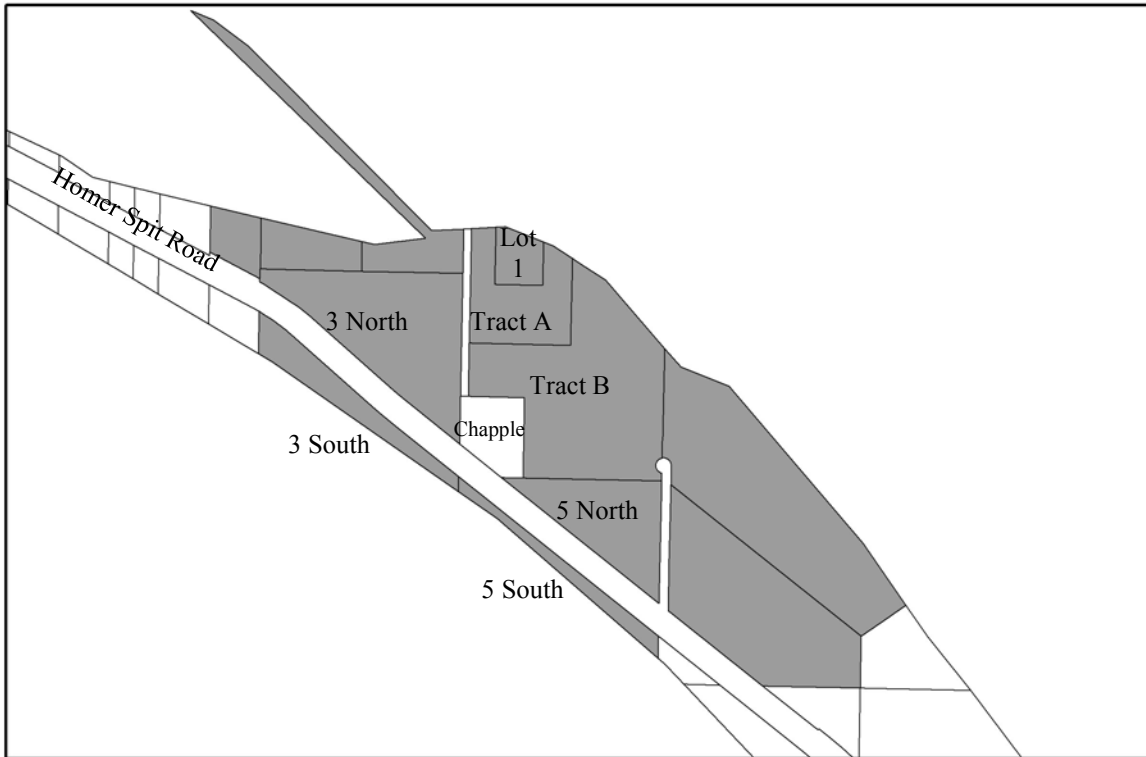 Homer Spit Road
Lot
1
3 North
Tract A
Tract B
Chapple
3 South
5 North
5 South